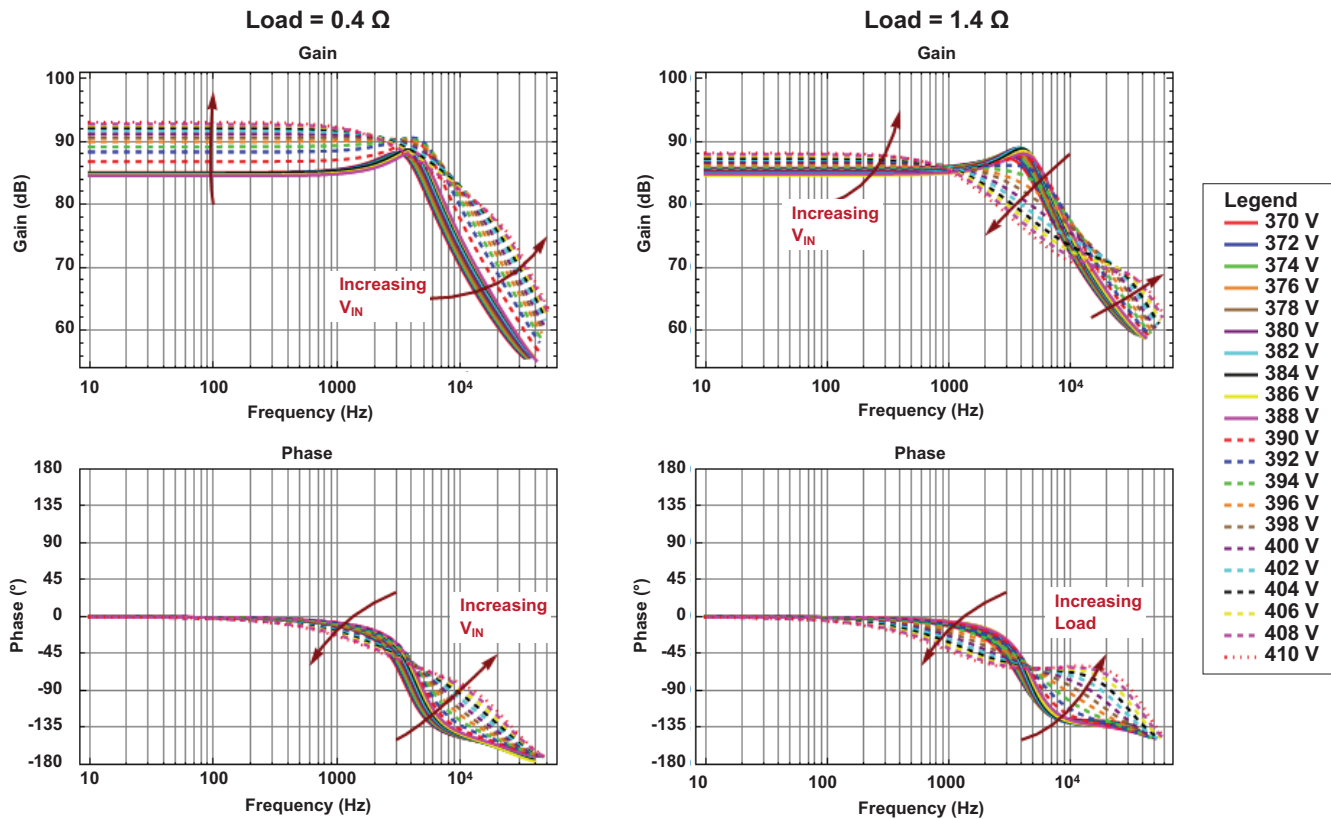 Load = 0.4 Ω
Gain
100
90
80
70
60
Gain (dB)
Increasing
VIN
10
100
1000
10⁴
Frequency (Hz)
Load = 1.4 Ω
Gain
100
90
80
70
60
Gain (dB)
Increasing
VIN
10
100
1000
10⁴
Frequency (Hz)
Phase
180
135
90
45
0
-45
-90
-135
-180
Phase (°)
Increasing
VIN
10
100
1000
10⁴
Frequency (Hz)
Phase
180
135
90
45
0
-45
-90
-135
-180
Phase (°)
Increasing
Load
10
100
1000
10⁴
Frequency (Hz)
Legend
370 V
372 V
374 V
376 V
378 V
380 V
382 V
384 V
386 V
388 V
390 V
392 V
394 V
396 V
398 V
400 V
402 V
404 V
406 V
408 V
410 V